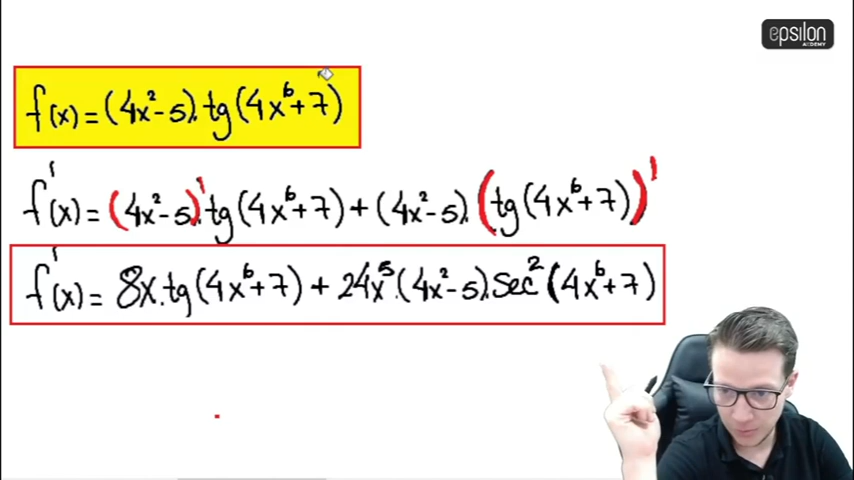 epsilon
ACADEMY
f(x) = (4x²-5).tg(4x⁶+7)
f'(x) = (4x²-5)'.tg(4x⁶+7) + (4x²-5).(tg(4x⁶+7))'
f'(x) = 8x.tg(4x⁶+7) + 24x⁵.(4x²-5).sec²(4x⁶+7)